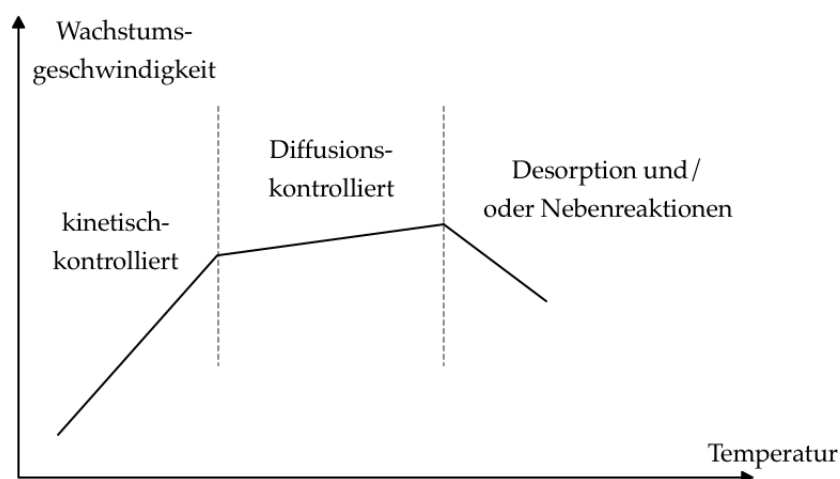 Wachstums-
geschwindigkeit
Diffusions-
kontrolliert
Desorption und/
oder Nebenreaktionen
kinetisch-
kontrolliert
Temperatur